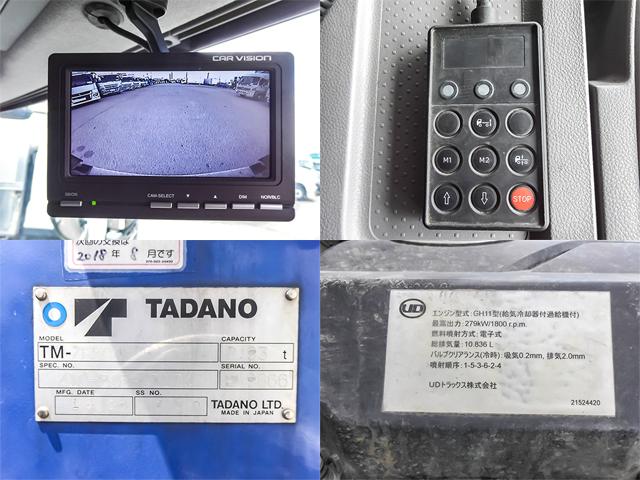 CAR VISION
CAM-SELECT ▼ ▲ DIM NOR/BLC
M1 M2
STOP
次回の交換は
2018年 8月です
TADANO
MODEL CAPACITY
TM- t
SPEC. NO. SERIAL NO.
66
MFG. DATE SS NO. TADANO LTD.
MADE IN JAPAN
UD
エンジン型式:GH11型(給気冷却器付過給機付)
最高出力:279kW/1800 r.p.m.
燃料噴射方式:電子式
総排気量:10.836 L
バルブクリアランス(冷時):吸気0.2mm, 排気2.0mm
噴射順序:1-5-3-6-2-4
UDトラックス株式会社
21524420